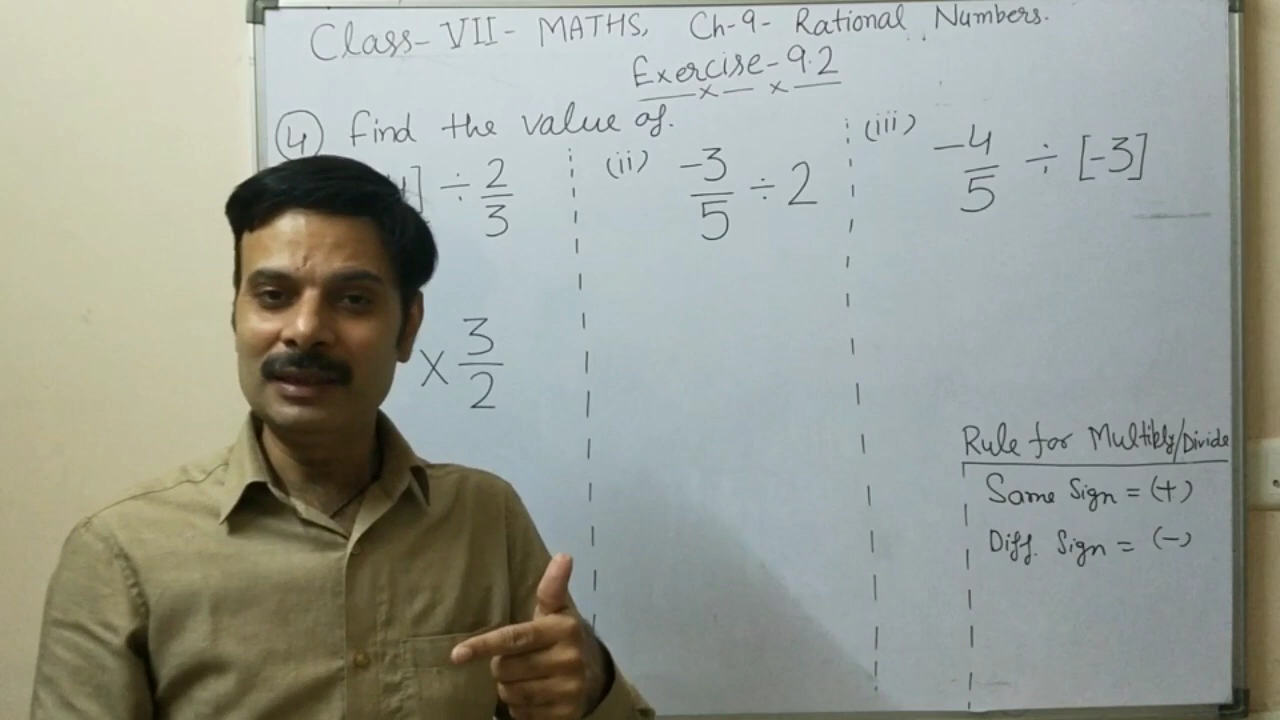 Class-VII- MATHS, Ch-9- Rational Numbers.
Exercise-9.2
④ Find the value of.
] ÷ 2/3
(ii) -3/5 ÷ 2
(iii) -4/5 ÷ [-3]
× 3/2
Rule for Multiply/Divide
Same Sign = (+)
Diff. Sign = (-)